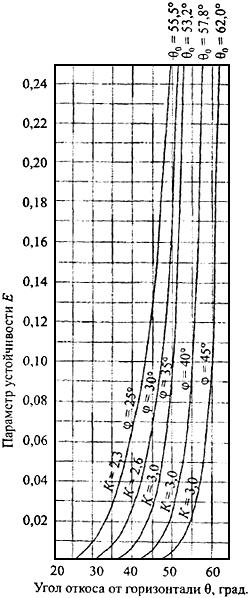 θ₀ = 55,5°
θ₀ = 53,2°
θ₀ = 57,8°
θ₀ = 62,0°
0,24
0,22
0,20
0,18
0,16
0,14
0,12
0,10
0,08
0,06
0,04
0,02
Параметр устойчивости E
φ = 25°
φ = 30°
φ = 35°
φ = 40°
φ = 45°
K = 2,3
K = 2,6
K = 3,0
K = 3,0
K = 3,0
20 30 40 50 60
Угол откоса от горизонтали θ, град.